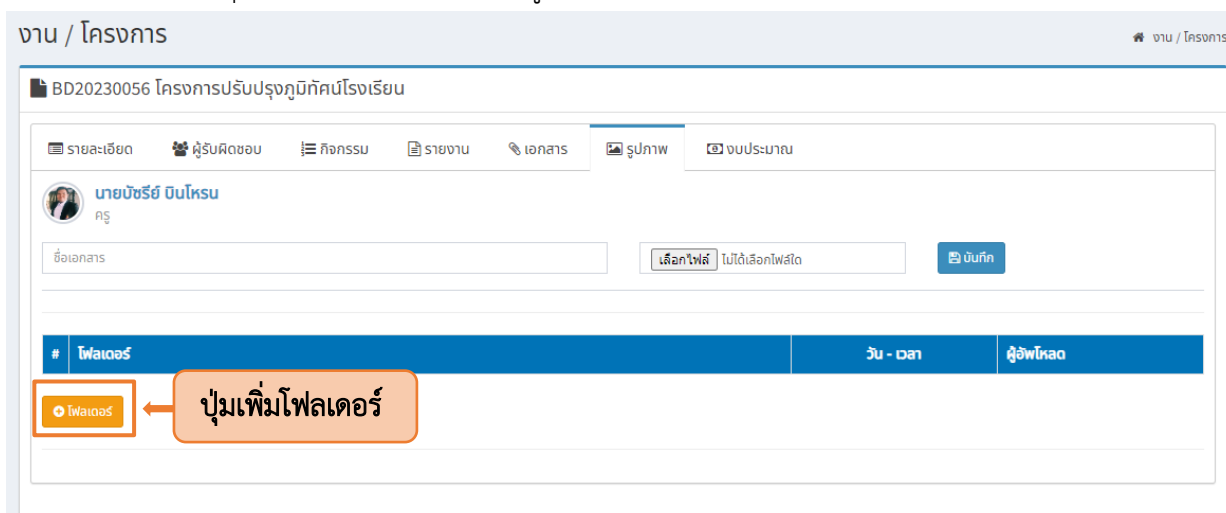 งาน / โครงการ
งาน / โครงการ
BD20230056 โครงการปรับปรุงภูมิทัศน์โรงเรียน
รายละเอียด ผู้รับผิดชอบ กิจกรรม รายงาน เอกสาร รูปภาพ งบประมาณ
นายบัซรีย์ บินโหรน
ครู
ชื่อเอกสาร เลือกไฟล์ ไม่ได้เลือกไฟล์ใด บันทึก
# โฟลเดอร์ วัน - เวลา ผู้อัพโหลด
โฟลเดอร์ ปุ่มเพิ่มโฟลเดอร์